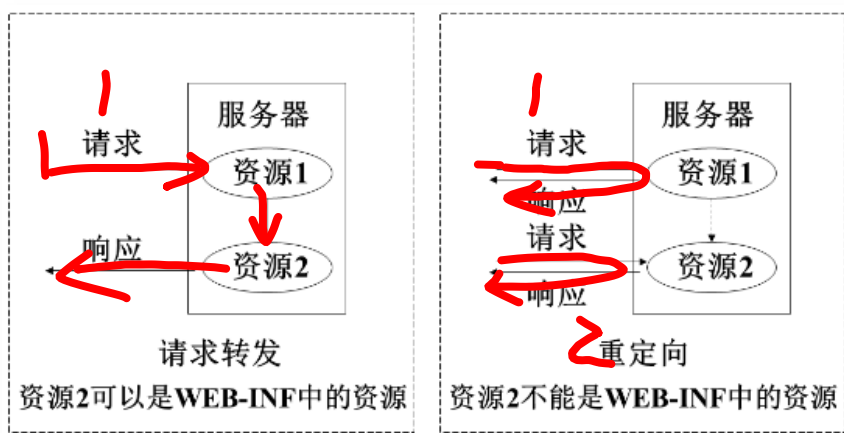 1
服务器
请求
资源1
响应
资源2
请求转发
资源2可以是WEB-INF中的资源
1
服务器
请求
资源1
响应
请求
资源2
响应
2
重定向
资源2不能是WEB-INF中的资源